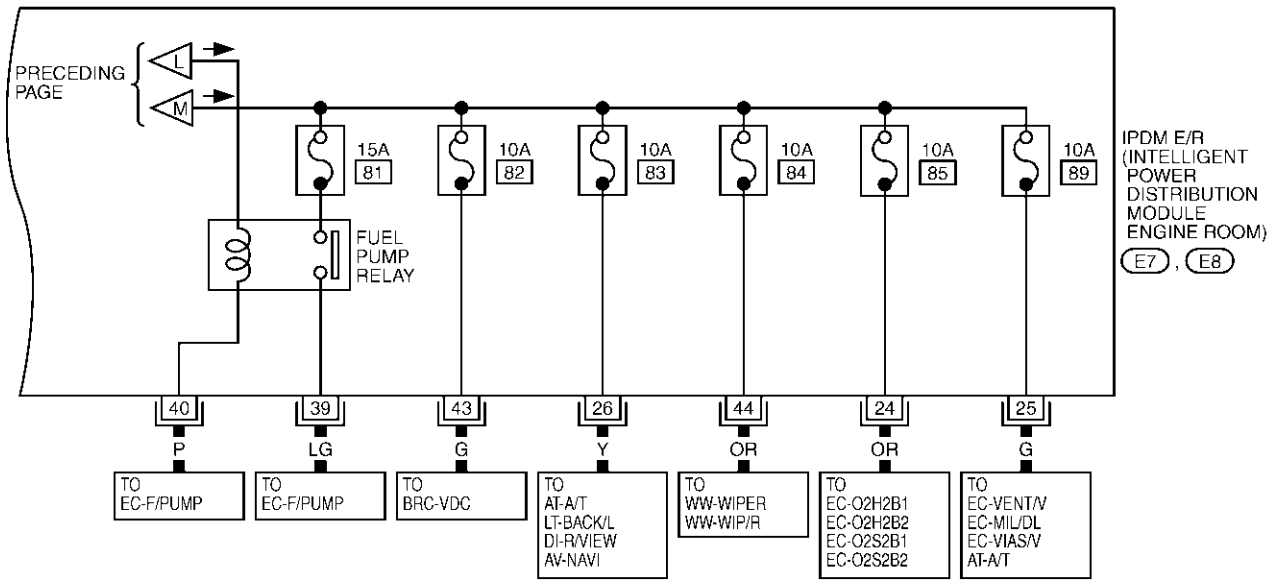 PRECEDING
PAGE
L
M
15A
81
10A
82
10A
83
10A
84
10A
85
10A
89
IPDM E/R
(INTELLIGENT
POWER
DISTRIBUTION
MODULE
ENGINE ROOM)
E7 , E8
FUEL
PUMP
RELAY
40
39
43
26
44
24
25
P
LG
G
Y
OR
OR
G
TO
EC-F/PUMP
TO
EC-F/PUMP
TO
BRC-VDC
TO
AT-A/T
LT-BACK/L
DI-R/VIEW
AV-NAVI
TO
WW-WIPER
WW-WIP/R
TO
EC-O2H2B1
EC-O2H2B2
EC-O2S2B1
EC-O2S2B2
TO
EC-VENT/V
EC-MIL/DL
EC-VIAS/V
AT-A/T